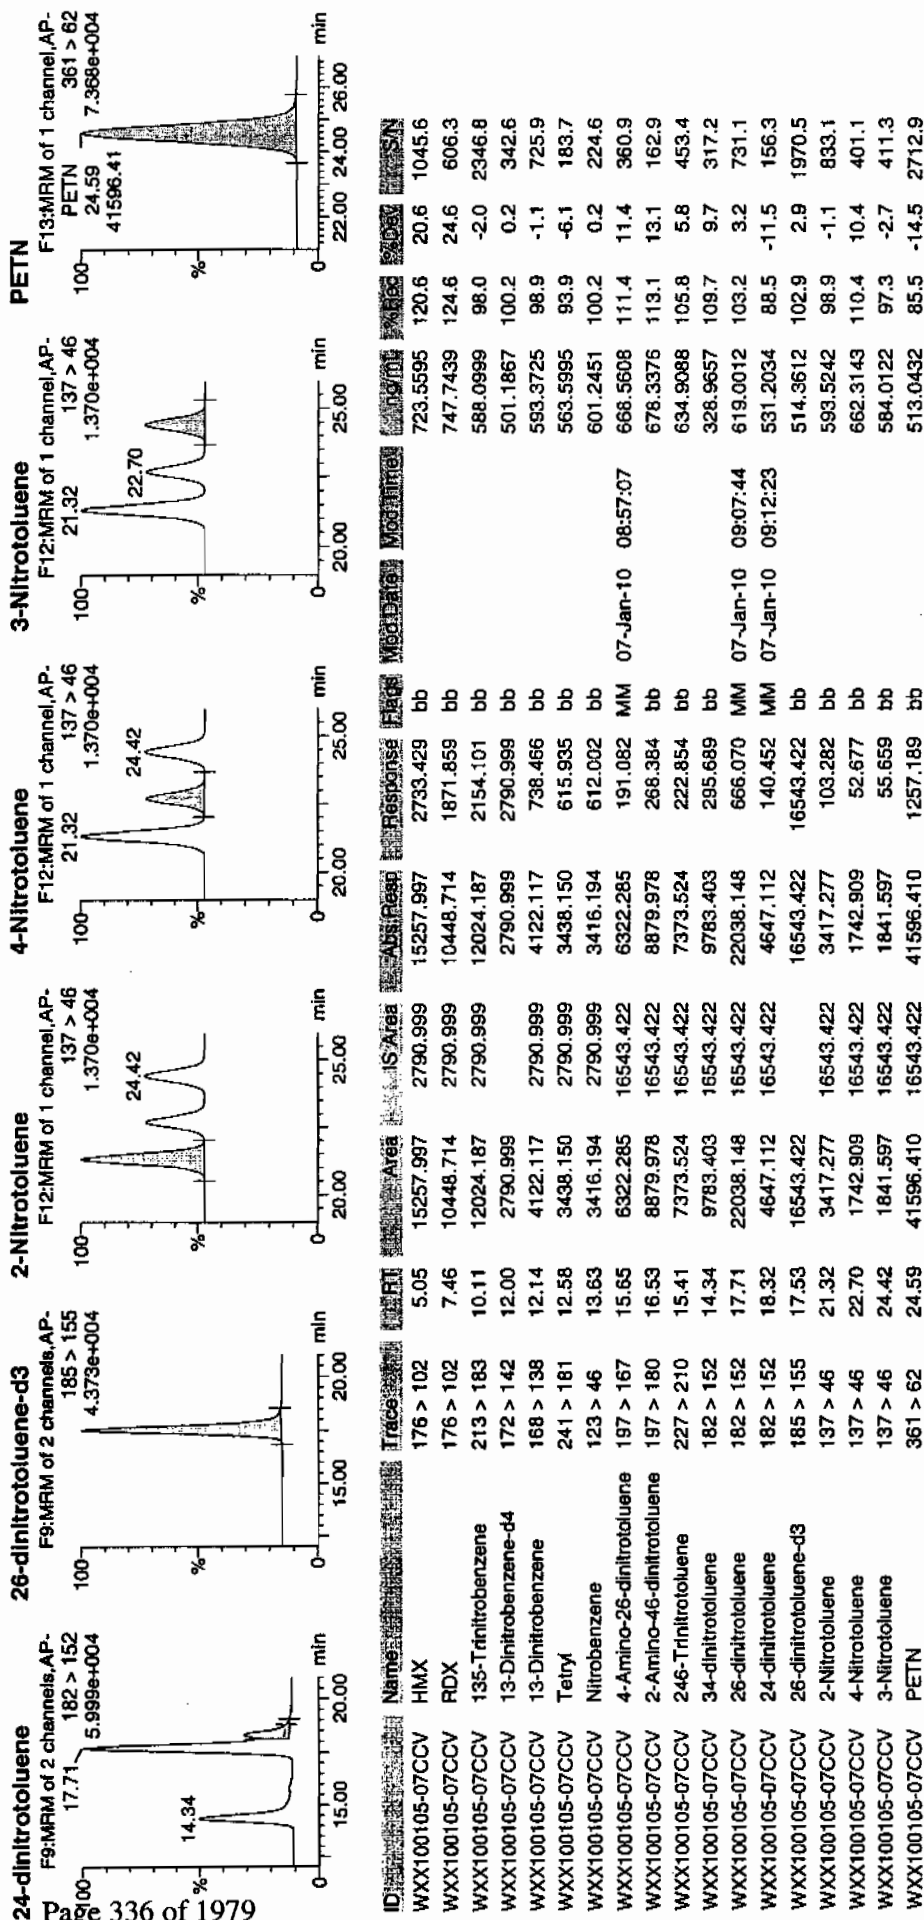 24-dinitrotoluene
F9:MRM of 2 channels,AP-
182 > 152
5.999e+004
17.71
14.34
100
%
0
15.00
20.00
min
26-dinitrotoluene-d3
F9:MRM of 2 channels,AP-
185 > 155
4.373e+004
100
%
0
15.00
20.00
min
2-Nitrotoluene
F12:MRM of 1 channel,AP-
137 > 46
1.370e+004
24.42
100
%
0
20.00
25.00
min
4-Nitrotoluene
F12:MRM of 1 channel,AP-
137 > 46
1.370e+004
21.32
24.42
100
%
0
20.00
25.00
min
3-Nitrotoluene
F12:MRM of 1 channel,AP-
137 > 46
1.370e+004
21.32
22.70
100
%
0
20.00
25.00
min
PETN
F13:MRM of 1 channel,AP-
361 > 62
7.368e+004
PETN
24.59
41596.41
100
%
0
22.00
24.00
26.00
min
ID Name Trace RT Area IS Area Abs.Resp Response Flags Mod.Date Mod.Time ng/mL %Rec %Dev S/N
WXX100105-07CCV HMX 176 > 102 5.05 15257.997 2790.999 15257.997 2733.429 bb 723.5595 120.6 20.6 1045.6
WXX100105-07CCV RDX 176 > 102 7.46 10448.714 2790.999 10448.714 1871.859 bb 747.7439 124.6 24.6 606.3
WXX100105-07CCV 135-Trinitrobenzene 213 > 183 10.11 12024.187 2790.999 12024.187 2154.101 bb 588.0999 98.0 -2.0 2346.8
WXX100105-07CCV 13-Dinitrobenzene-d4 172 > 142 12.00 2790.999 2790.999 2790.999 bb 501.1867 100.2 0.2 342.6
WXX100105-07CCV 13-Dinitrobenzene 168 > 138 12.14 4122.117 2790.999 4122.117 738.466 bb 593.3725 98.9 -1.1 725.9
WXX100105-07CCV Tetryl 241 > 181 12.58 3438.150 2790.999 3438.150 615.935 bb 563.5995 93.9 -6.1 183.7
WXX100105-07CCV Nitrobenzene 123 > 46 13.63 3416.194 2790.999 3416.194 612.002 bb 601.2451 100.2 0.2 224.6
WXX100105-07CCV 4-Amino-26-dinitrotoluene 197 > 167 15.65 6322.285 16543.422 6322.285 191.082 MM 07-Jan-10 08:57:07 668.5608 111.4 11.4 360.9
WXX100105-07CCV 2-Amino-46-dinitrotoluene 197 > 180 16.53 8879.978 16543.422 8879.978 268.384 bb 678.3376 113.1 13.1 162.9
WXX100105-07CCV 246-Trinitrotoluene 227 > 210 15.41 7373.524 16543.422 7373.524 222.854 bb 634.9088 105.8 5.8 453.4
WXX100105-07CCV 34-dinitrotoluene 182 > 152 14.34 9783.403 16543.422 9783.403 295.689 bb 328.9657 109.7 9.7 317.2
WXX100105-07CCV 26-dinitrotoluene 182 > 152 17.71 22038.148 16543.422 22038.148 666.070 MM 07-Jan-10 09:07:44 619.0012 103.2 3.2 731.1
WXX100105-07CCV 24-dinitrotoluene 182 > 152 18.32 4647.112 16543.422 4647.112 140.452 MM 07-Jan-10 09:12:23 531.2034 88.5 -11.5 156.3
WXX100105-07CCV 26-dinitrotoluene-d3 185 > 155 17.53 16543.422 16543.422 16543.422 bb 514.3612 102.9 2.9 1970.5
WXX100105-07CCV 2-Nitrotoluene 137 > 46 21.32 3417.277 16543.422 3417.277 103.282 bb 593.5242 98.9 -1.1 833.1
WXX100105-07CCV 4-Nitrotoluene 137 > 46 22.70 1742.909 16543.422 1742.909 52.677 bb 662.3143 110.4 10.4 401.1
WXX100105-07CCV 3-Nitrotoluene 137 > 46 24.42 1841.597 16543.422 1841.597 55.659 bb 584.0122 97.3 -2.7 411.3
WXX100105-07CCV PETN 361 > 62 24.59 41596.410 16543.422 41596.410 1257.189 bb 513.0432 85.5 -14.5 2712.9
Page 336 of 1979